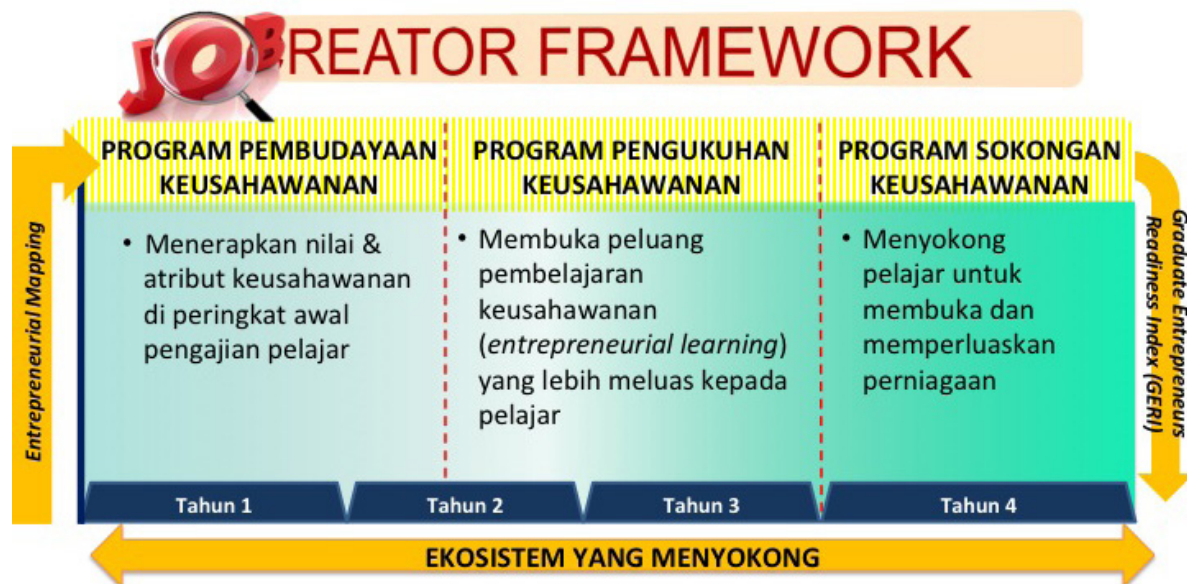 JOB CREATOR FRAMEWORK
Entrepreneurial Mapping
PROGRAM PEMBUDAYAAN
KEUSAHAWANAN
• Menerapkan nilai &
atribut keusahawanan
di peringkat awal
pengajian pelajar
PROGRAM PENGUKUHAN
KEUSAHAWANAN
• Membuka peluang
pembelajaran
keusahawanan
(entrepreneurial learning)
yang lebih meluas kepada
pelajar
PROGRAM SOKONGAN
KEUSAHAWANAN
• Menyokong
pelajar untuk
membuka dan
memperluaskan
perniagaan
Graduate Entrepreneurs
Readiness Index (GERI)
Tahun 1
Tahun 2
Tahun 3
Tahun 4
EKOSISTEM YANG MENYOKONG